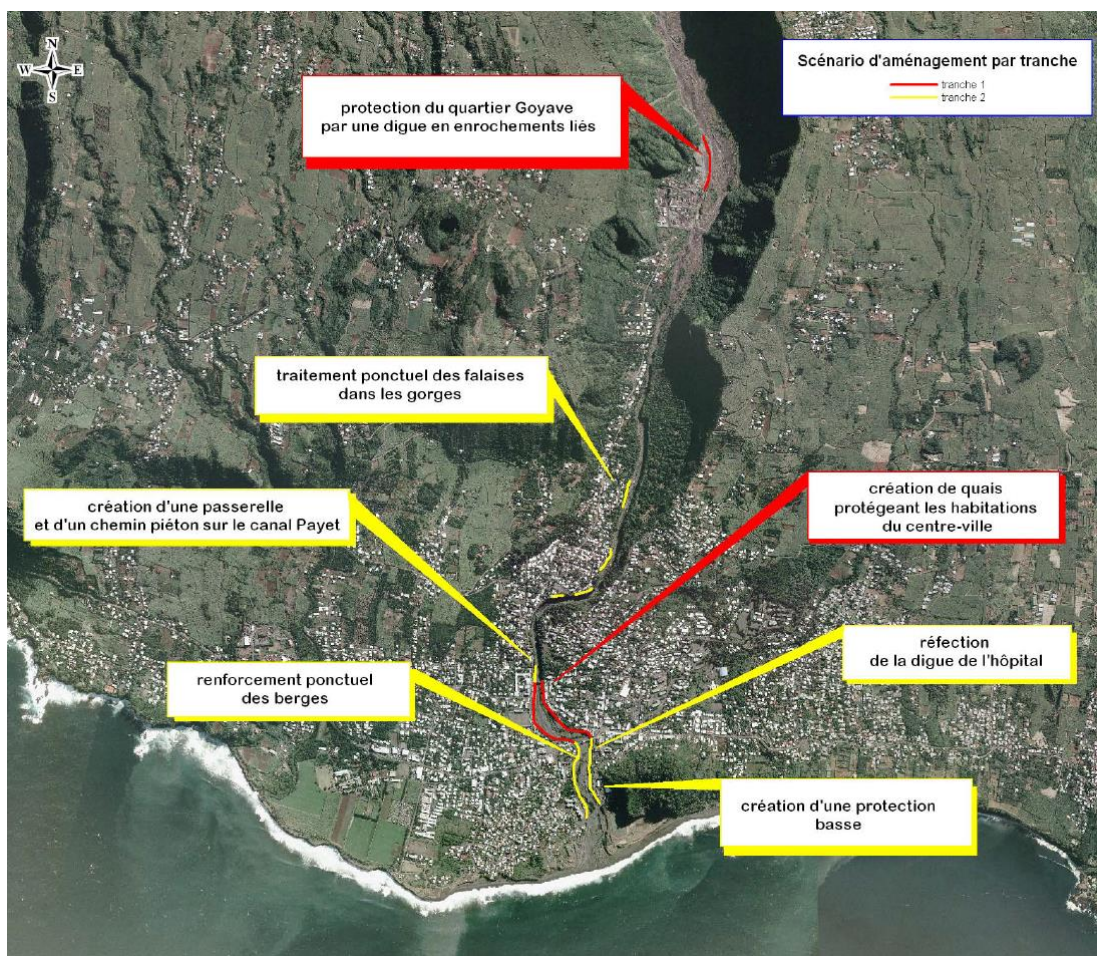 N
W E
S
Scénario d'aménagement par tranche
tranche 1
tranche 2
protection du quartier Goyave
par une digue en enrochements liés
traitement ponctuel des falaises
dans les gorges
création d'une passerelle
et d'un chemin piéton sur le canal Payet
création de quais
protégeant les habitations
du centre-ville
réfection
de la digue de l'hôpital
renforcement ponctuel
des berges
création d'une protection
basse